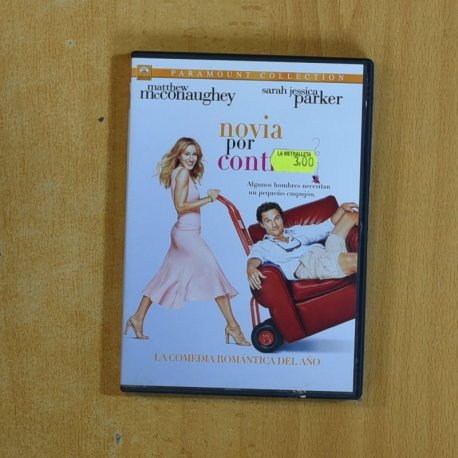 PARAMOUNT COLLECTION
matthew
mcconaughey
sarah jessica
parker
novia
por
cont
LA METRALLETA
3.00
Algunos hombres necesitan
un pequeño empujón.
LA COMEDIA ROMÁNTICA DEL AÑO